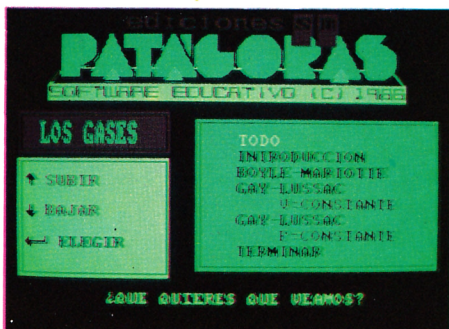 ediciones sm
PATAGORAS
SOFTWARE EDUCATIVO (C) 1986
LOS GASES
↑ SUBIR
↓ BAJAR
↵ ELEGIR
TODO
INTRODUCCION
BOYLE-MARIOTTE
GAY-LUSSAC
V=CONSTANTE
GAY-LUSSAC
P=CONSTANTE
TERMINAR
¿QUE QUIERES QUE VEAMOS?